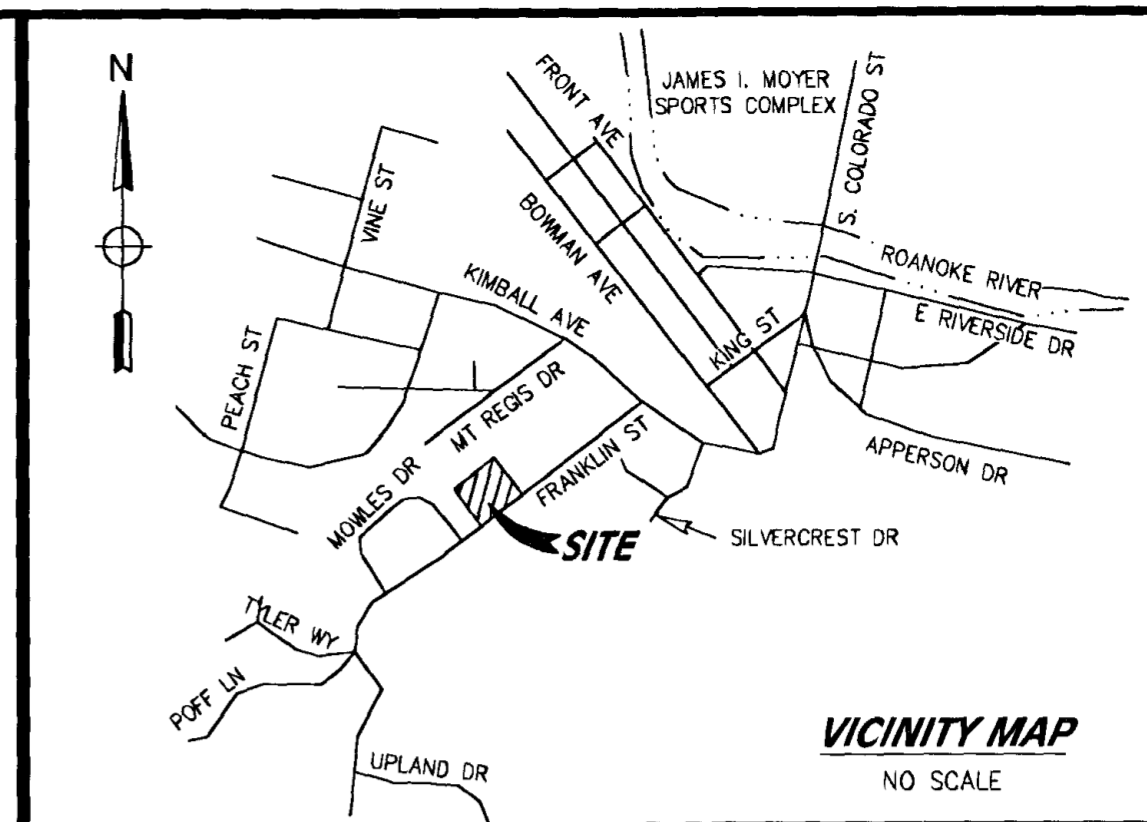 N
JAMES I. MOYER
SPORTS COMPLEX
FRONT AVE
S. COLORADO ST
VINE ST
BOWMAN AVE
KIMBALL AVE
ROANOKE RIVER
E RIVERSIDE DR
KING ST
PEACH ST
MT REGIS DR
APPERSON DR
FRANKLIN ST
MOWLES DR
SITE
SILVERCREST DR
TYLER WY
POFF LN
UPLAND DR
VICINITY MAP
NO SCALE